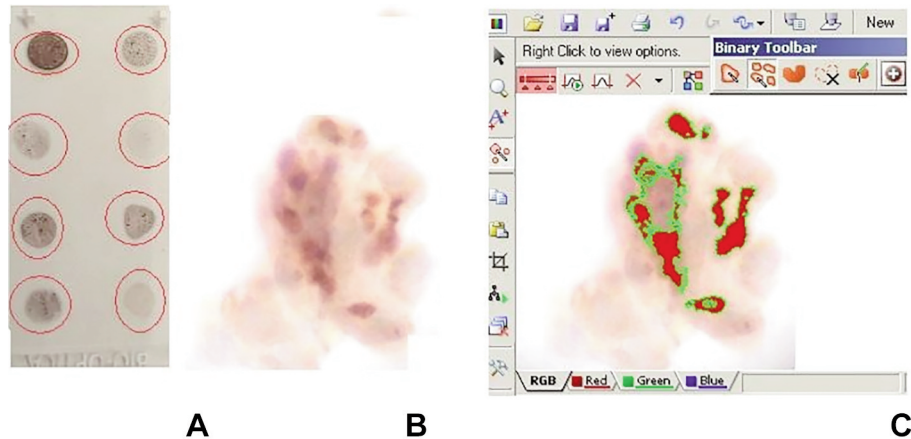 New
Right Click to view options.
Binary Toolbar
RGB Red Green Blue
A B C